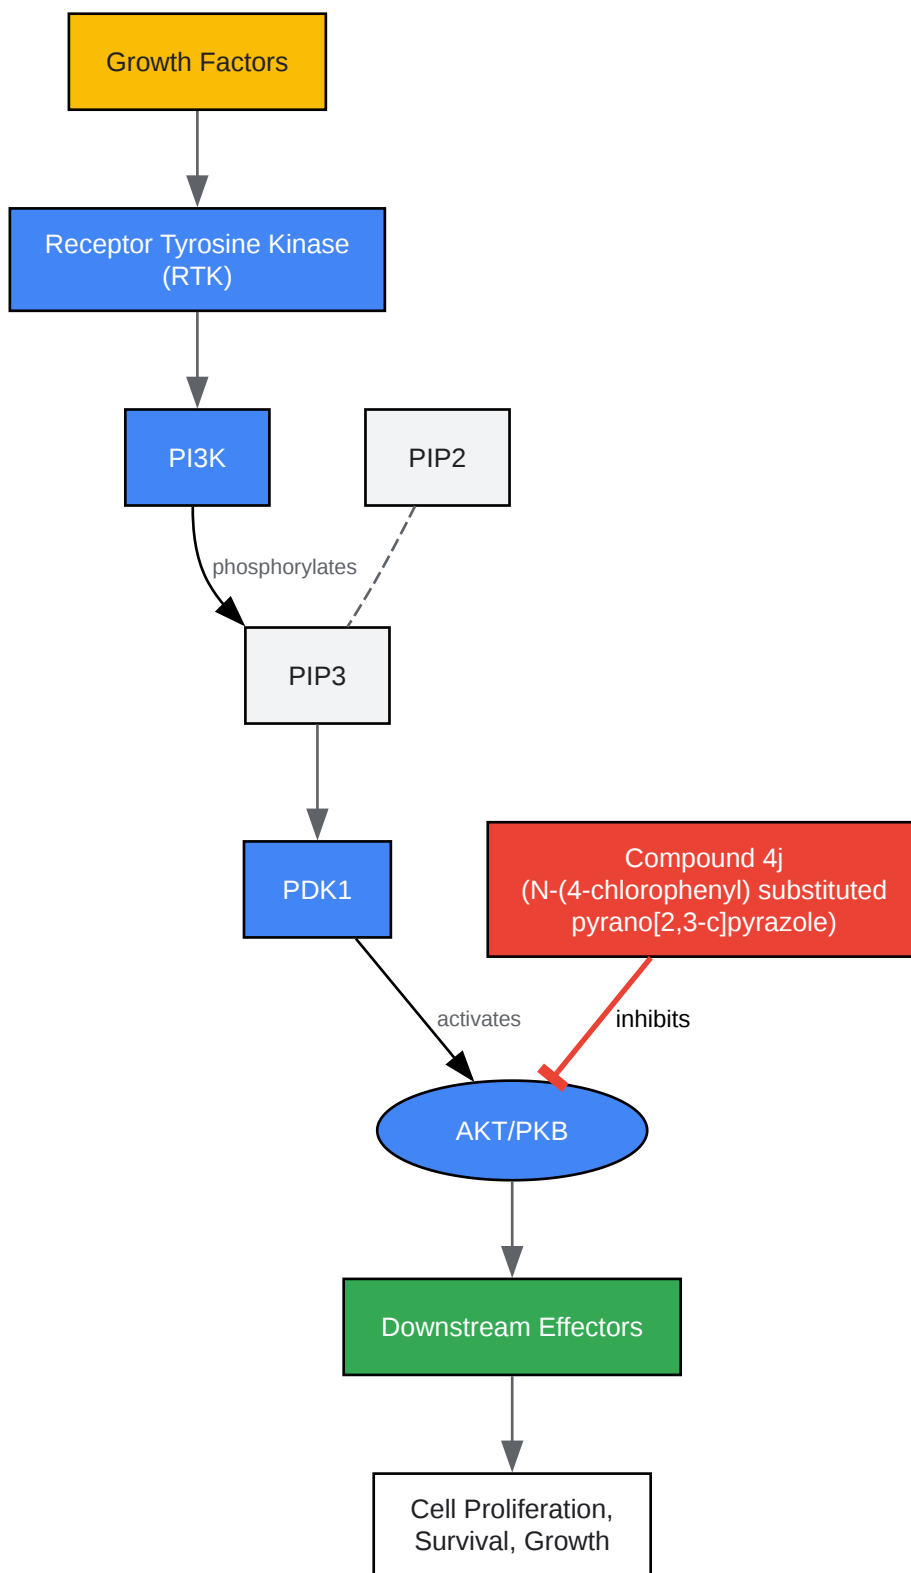 Growth Factors
Receptor Tyrosine Kinase
(RTK)
PI3K
PIP2
phosphorylates
PIP3
PDK1
Compound 4j
(N-(4-chlorophenyl) substituted
pyrano[2,3-c]pyrazole)
activates
inhibits
AKT/PKB
Downstream Effectors
Cell Proliferation,
Survival, Growth